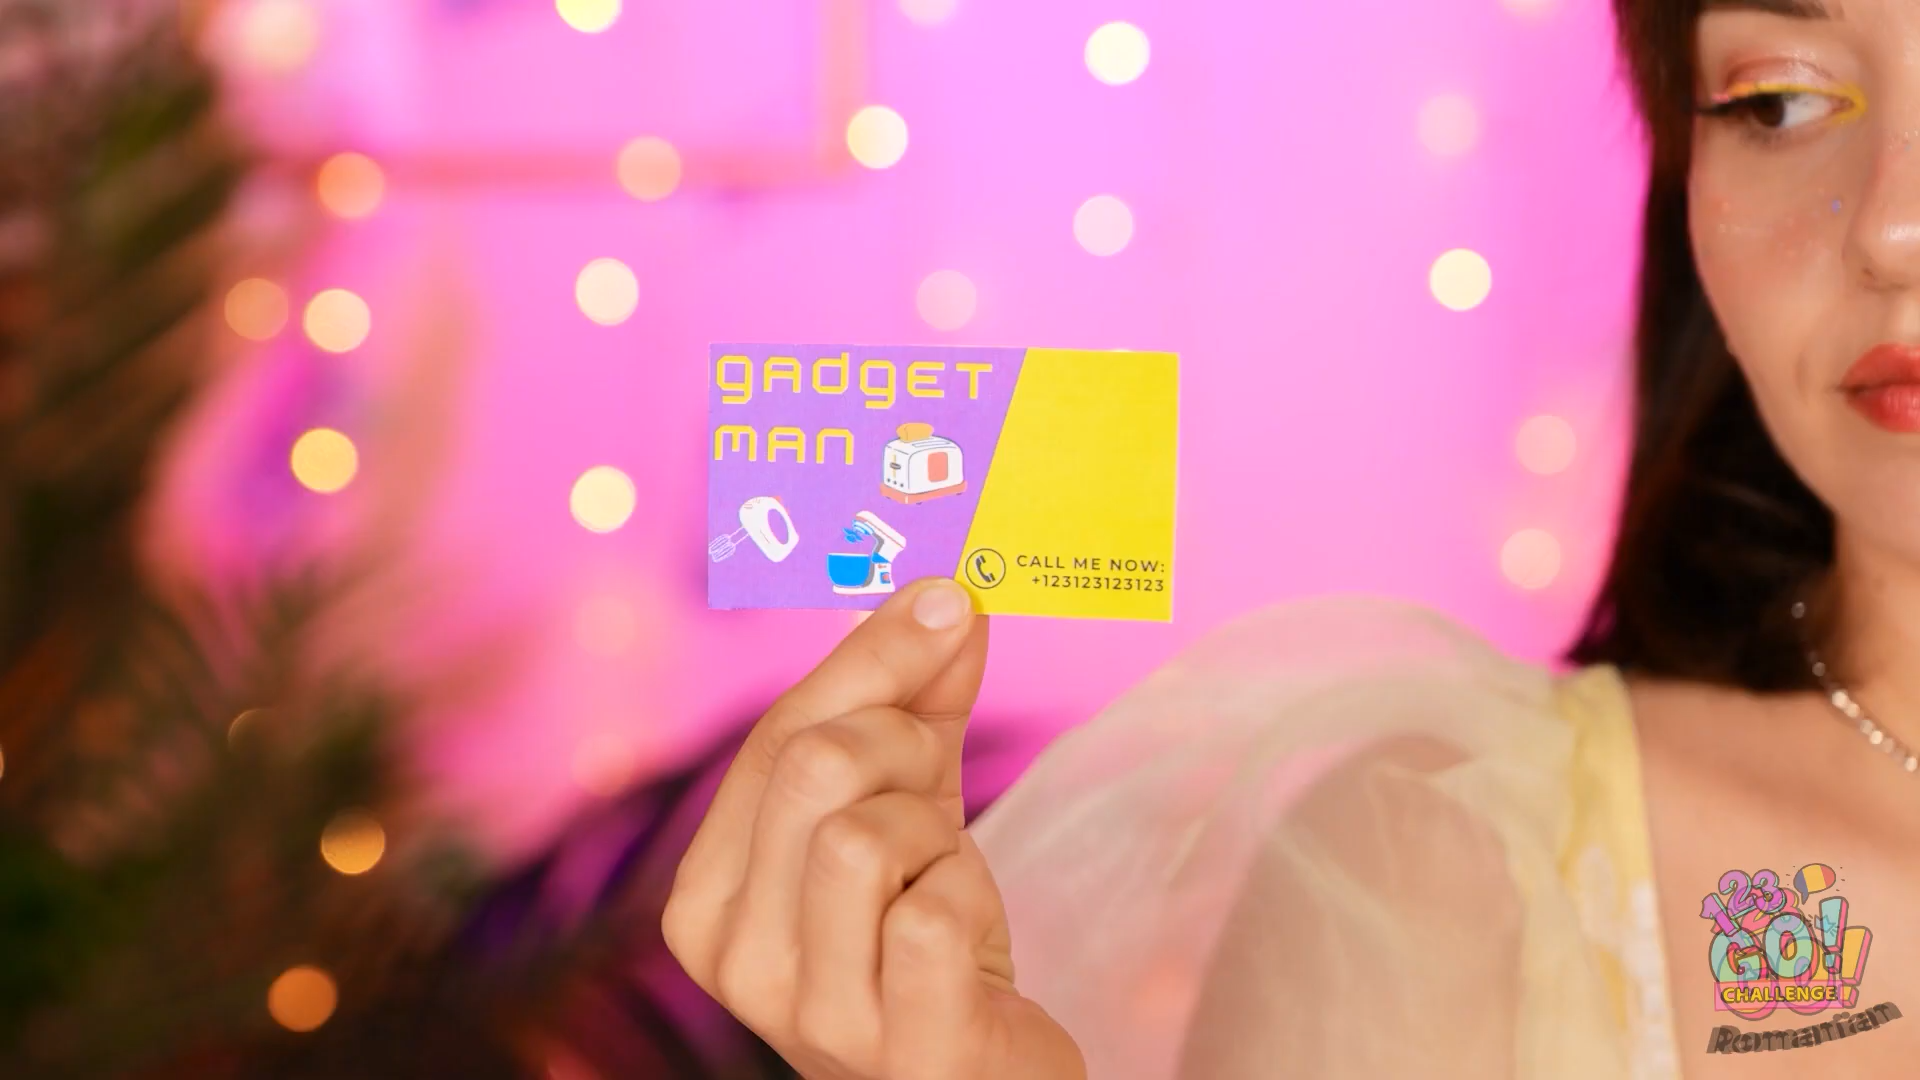 gadget
man
CALL ME NOW:
+123123123123
123
GO!
CHALLENGE
Romanian